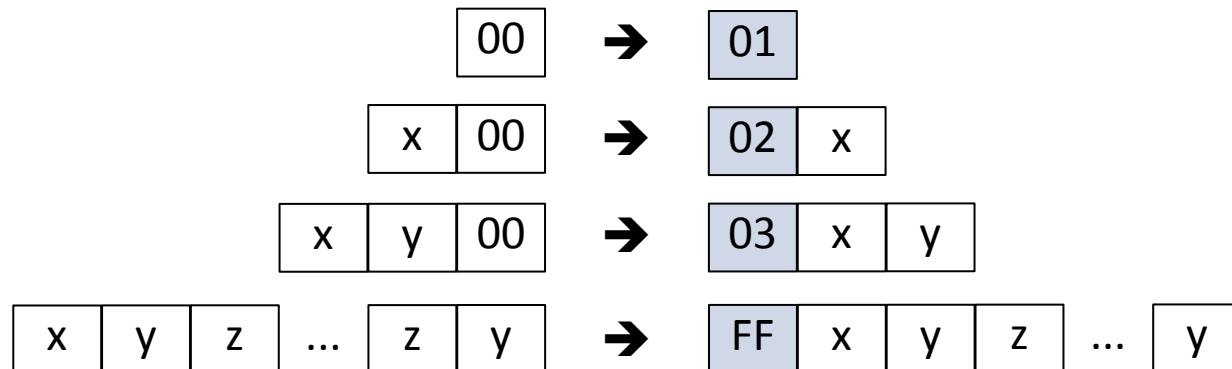 00 ➔ 01
x 00 ➔ 02 x
x y 00 ➔ 03 x y
x y z ... z y ➔ FF x y z ... y